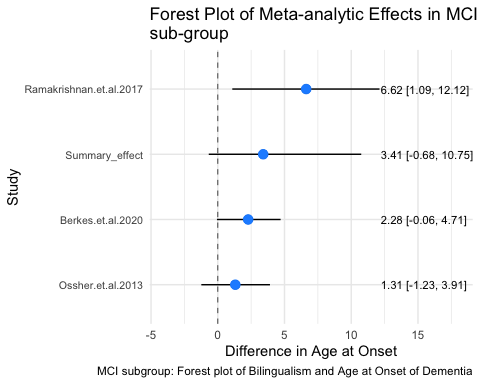 Forest Plot of Meta-analytic Effects in MCI
sub-group
Study
Ramakrishnan.et.al.2017
6.62 [1.09, 12.12]
Summary_effect
3.41 [-0.68, 10.75]
Berkes.et.al.2020
2.28 [-0.06, 4.71]
Ossher.et.al.2013
1.31 [-1.23, 3.91]
-5 0 5 10 15
Difference in Age at Onset
MCI subgroup: Forest plot of Bilingualism and Age at Onset of Dementia